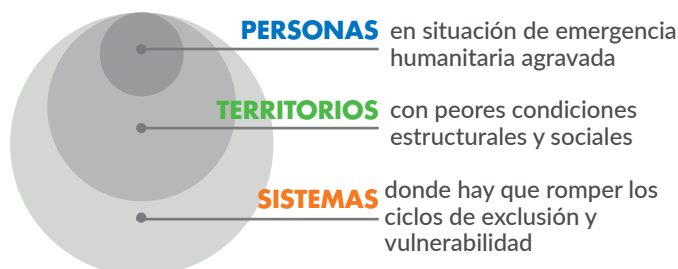 PERSONAS en situación de emergencia
humanitaria agravada
TERRITORIOS con peores condiciones
estructurales y sociales
SISTEMAS donde hay que romper los
ciclos de exclusión y
vulnerabilidad